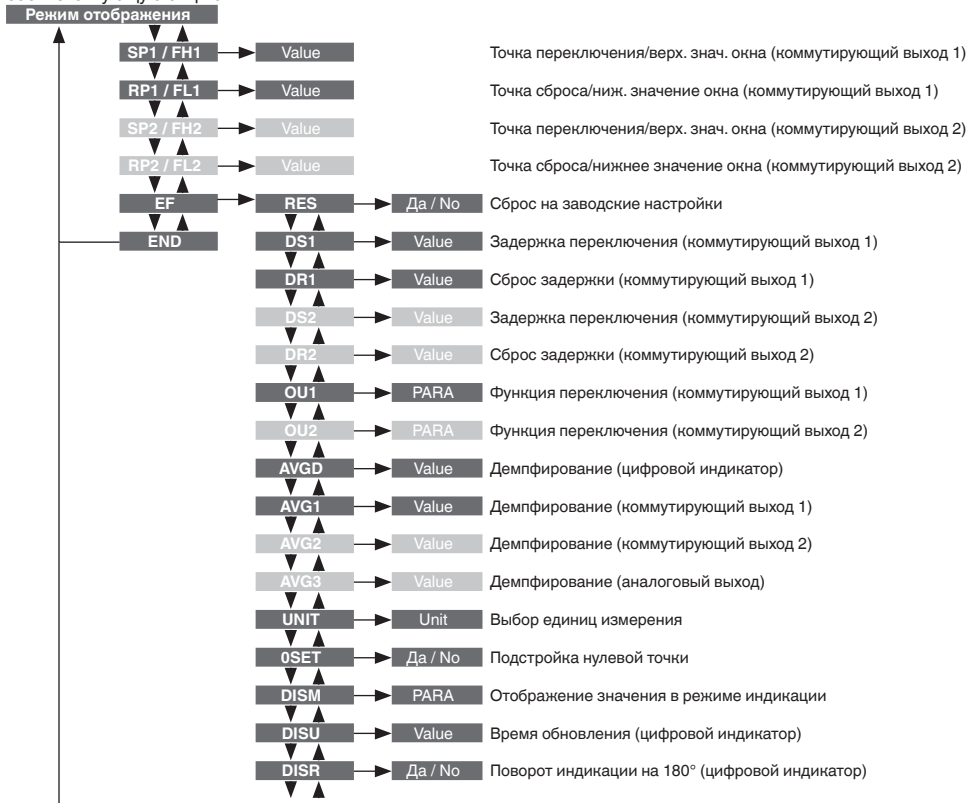 Режим отображения
SP1 / FH1 Value Точка переключения/верх. знач. окна (коммутирующий выход 1)
RP1 / FL1 Value Точка сброса/ниж. значение окна (коммутирующий выход 1)
SP2 / FH2 Value Точка переключения/верх. знач. окна (коммутирующий выход 2)
RP2 / FL2 Value Точка сброса/нижнее значение окна (коммутирующий выход 2)
EF RES Да / No Сброс на заводские настройки
END DS1 Value Задержка переключения (коммутирующий выход 1)
DR1 Value Сброс задержки (коммутирующий выход 1)
DS2 Value Задержка переключения (коммутирующий выход 2)
DR2 Value Сброс задержки (коммутирующий выход 2)
OU1 PARA Функция переключения (коммутирующий выход 1)
OU2 PARA Функция переключения (коммутирующий выход 2)
AVGD Value Демпфирование (цифровой индикатор)
AVG1 Value Демпфирование (коммутирующий выход 1)
AVG2 Value Демпфирование (коммутирующий выход 2)
AVG3 Value Демпфирование (аналоговый выход)
UNIT Unit Выбор единиц измерения
0SET Да / No Подстройка нулевой точки
DISM PARA Отображение значения в режиме индикации
DISU Value Время обновления (цифровой индикатор)
DISR Да / No Поворот индикации на 180° (цифровой индикатор)